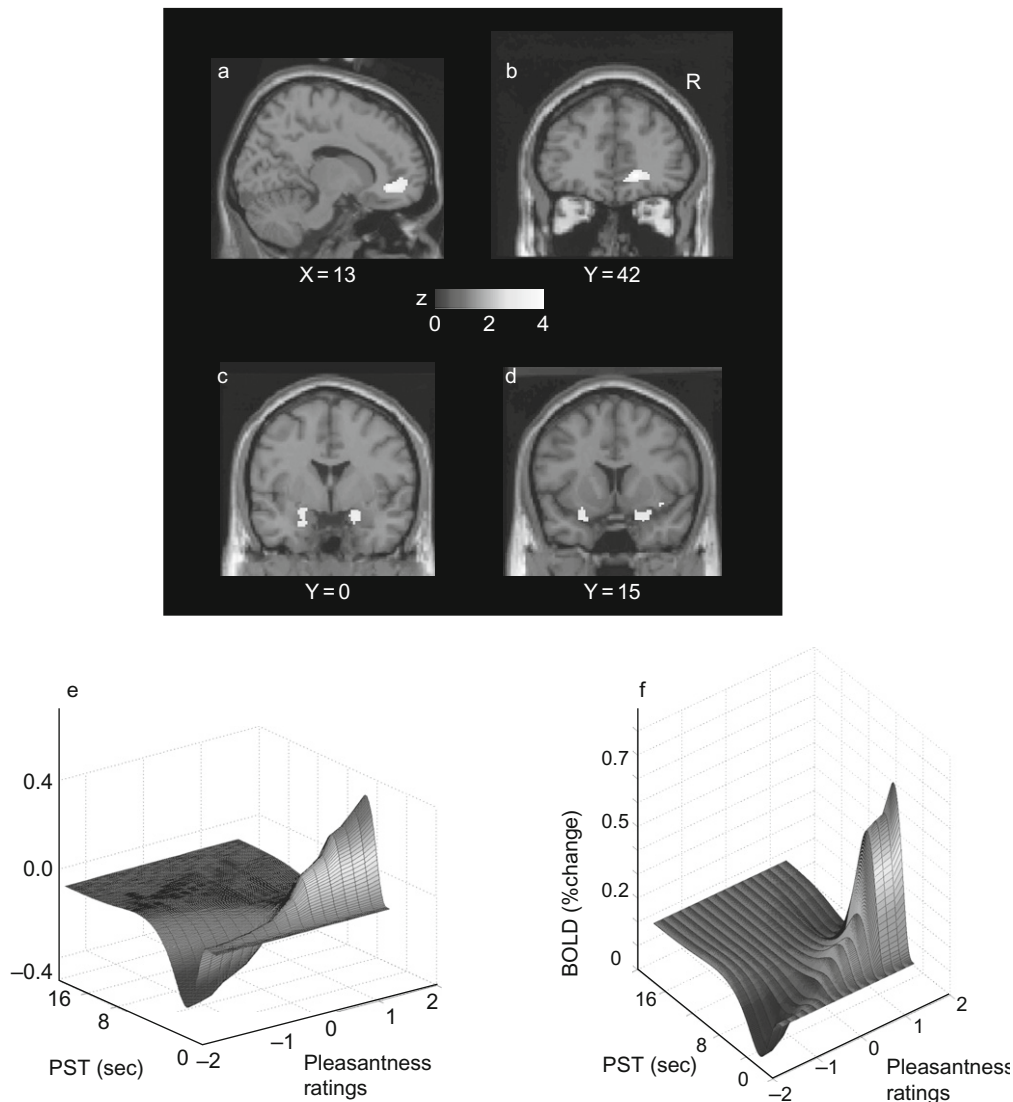 a
b
R
X = 13
Y = 42
z
0 2 4
c
d
Y = 0
Y = 15
e
0.4
0.0
–0.4
16
8
0
PST (sec)
–2
–1
0
1
2
Pleasantness
ratings
f
BOLD (%change)
0.7
0.5
0.2
0
16
8
0
PST (sec)
–2
–1
0
1
2
Pleasantness
ratings